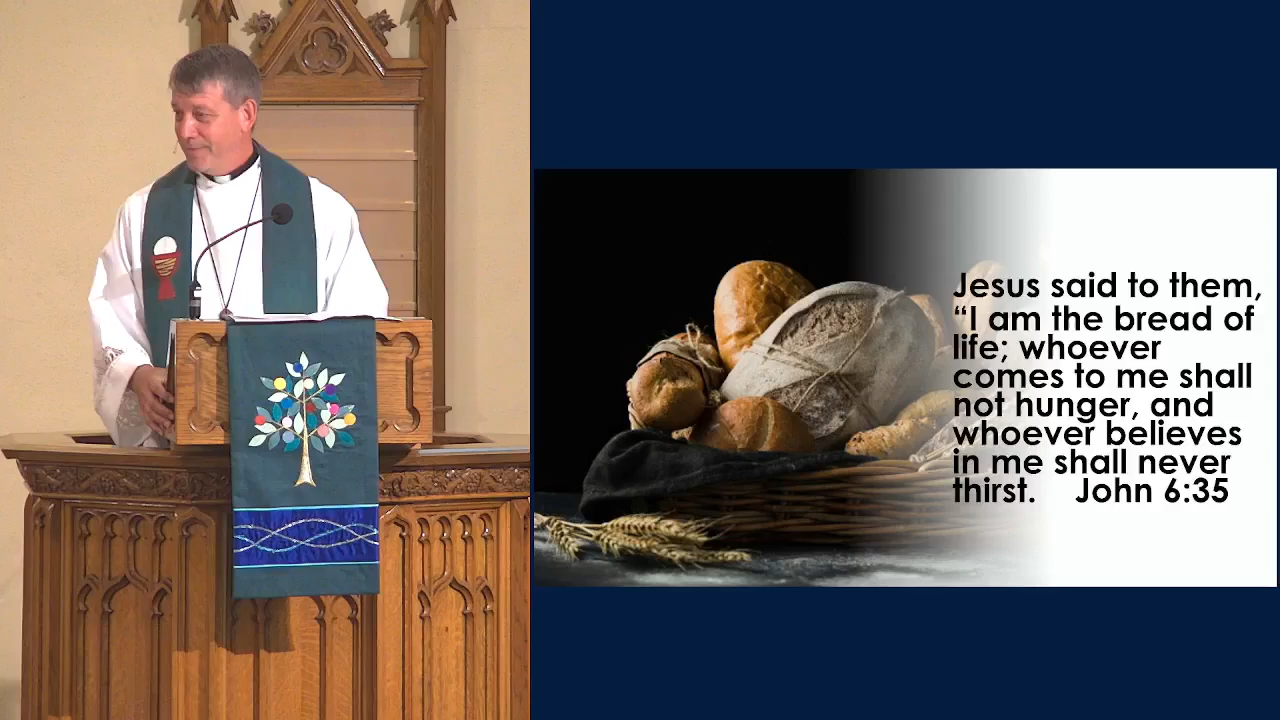 Jesus said to them,
“I am the bread of
life; whoever
comes to me shall
not hunger, and
whoever believes
in me shall never
thirst. John 6:35